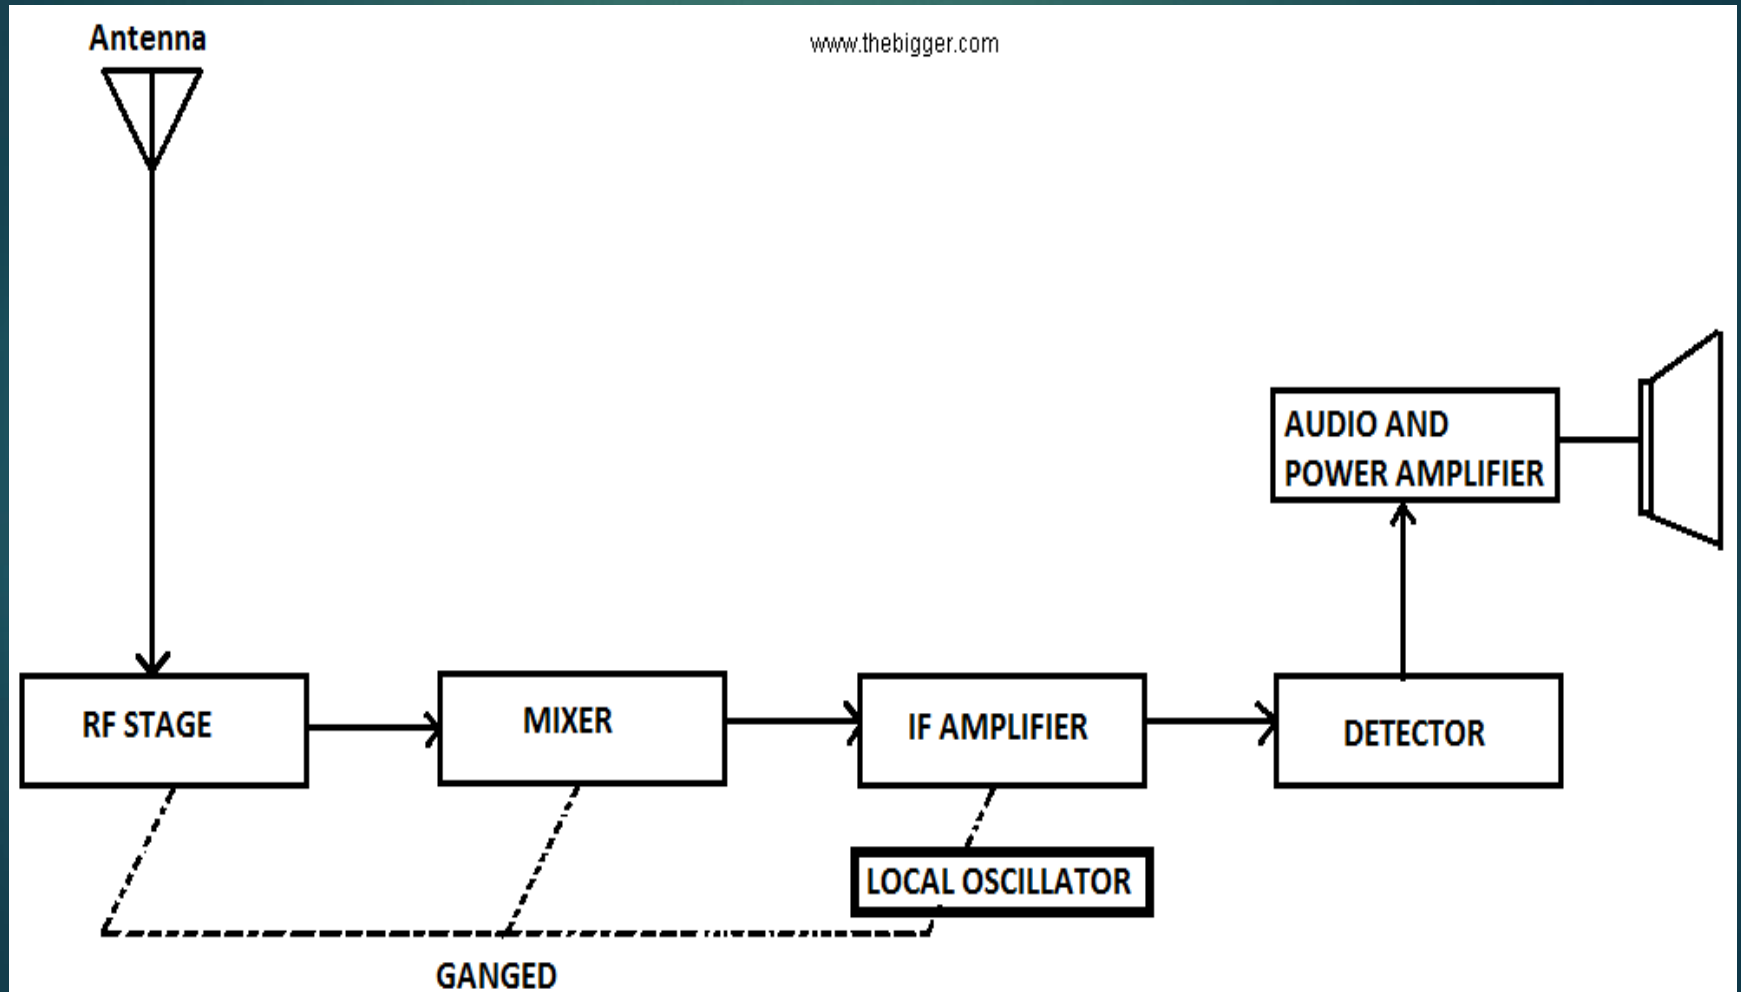 Antenna
www.thebigger.com
AUDIO AND
POWER AMPLIFIER
RF STAGE
MIXER
IF AMPLIFIER
DETECTOR
LOCAL OSCILLATOR
GANGED